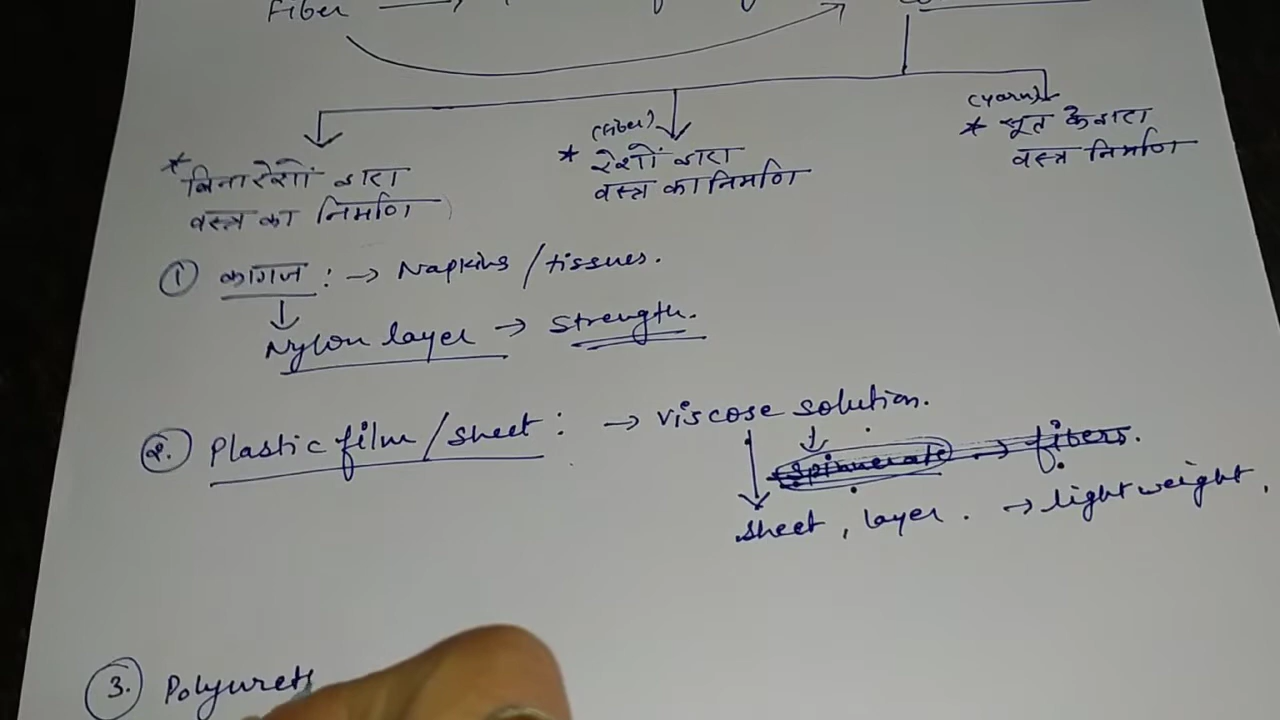 Fiber
(Yarn)
* सूत के द्वारा
वस्त्र निर्माण
(Fiber)
* रेशों द्वारा
वस्त्र का निर्माण
* बिना रेशों द्वारा
वस्त्र का निर्माण
① कागज :→ Napkins / tissues.
Nylon layer → strength.
②. Plastic film / sheet : → viscose solution.
spinnerate → fibers.
sheet, layer. → light weight,
③. Polyureth